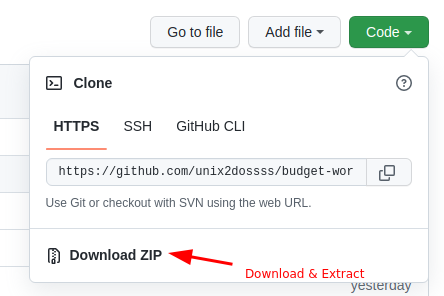 Go to file Add file Code
Clone
HTTPS SSH GitHub CLI
https://github.com/unix2dossss/budget-wor
Use Git or checkout with SVN using the web URL.
Download ZIP
Download & Extract
yesterday